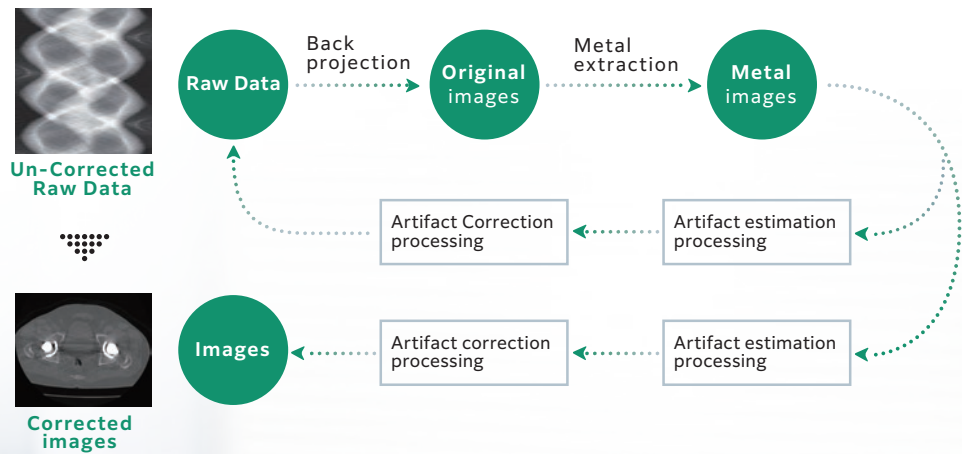 Back
projection
Metal
extraction
Raw Data
Original
images
Metal
images
Un-Corrected
Raw Data
Artifact Correction
processing
Artifact estimation
processing
Images
Artifact correction
processing
Artifact estimation
processing
Corrected
images